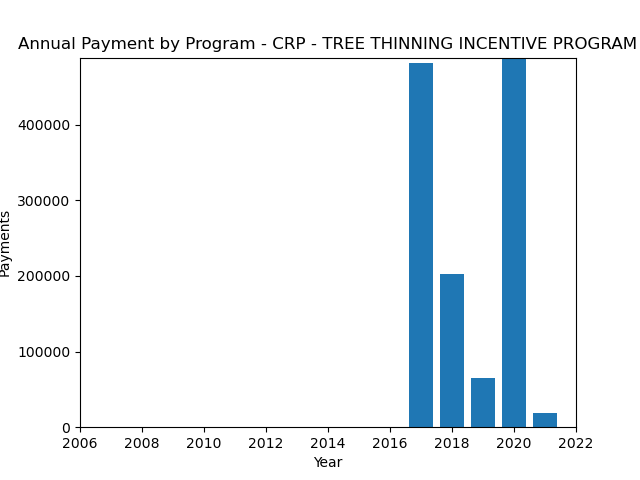 Annual Payment by Program - CRP - TREE THINNING INCENTIVE PROGRAM
Payments
400000
300000
200000
100000
0
2006 2008 2010 2012 2014 2016 2018 2020 2022
Year